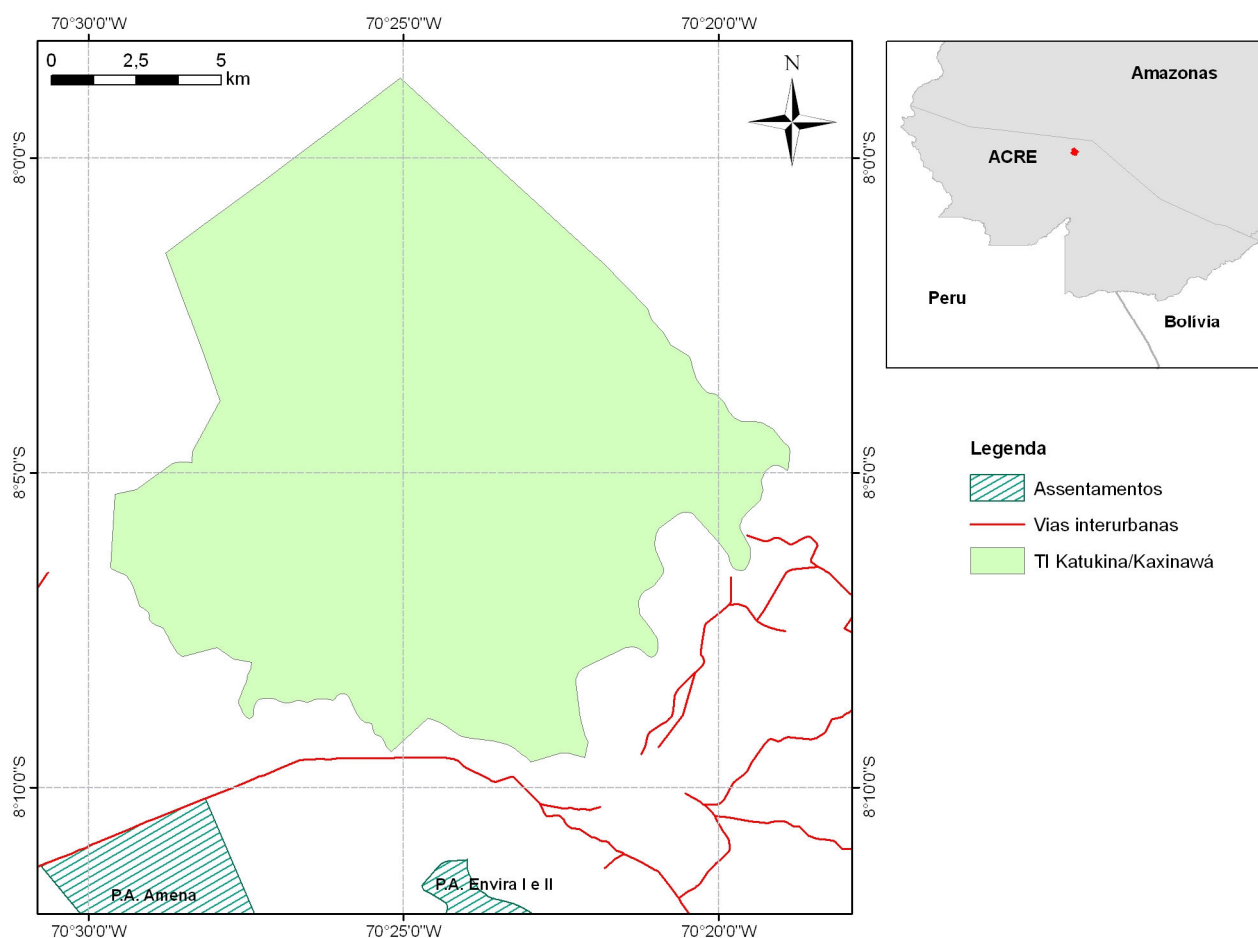 70°30'0"W
70°25'0"W
70°20'0"W
0
2,5
5
km
N
8°0'0"S
8°0'0"S
8°5'0"S
8°5'0"S
8°10'0"S
8°10'0"S
P.A. Amena
P.A. Envira I e II
70°30'0"W
70°25'0"W
70°20'0"W
Amazonas
ACRE
Peru
Bolívia
Legenda
Assentamentos
Vias interurbanas
TI Katukina/Kaxinawá